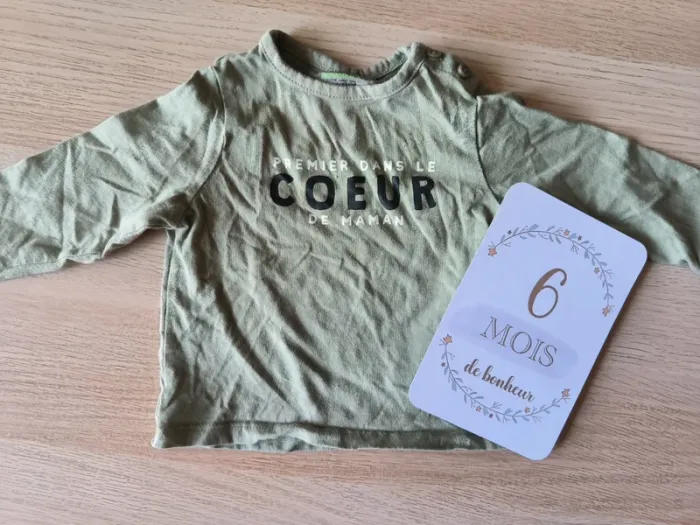 PREMIER DANS LE
COEUR
DE MAMAN
6
MOIS
de bonheur